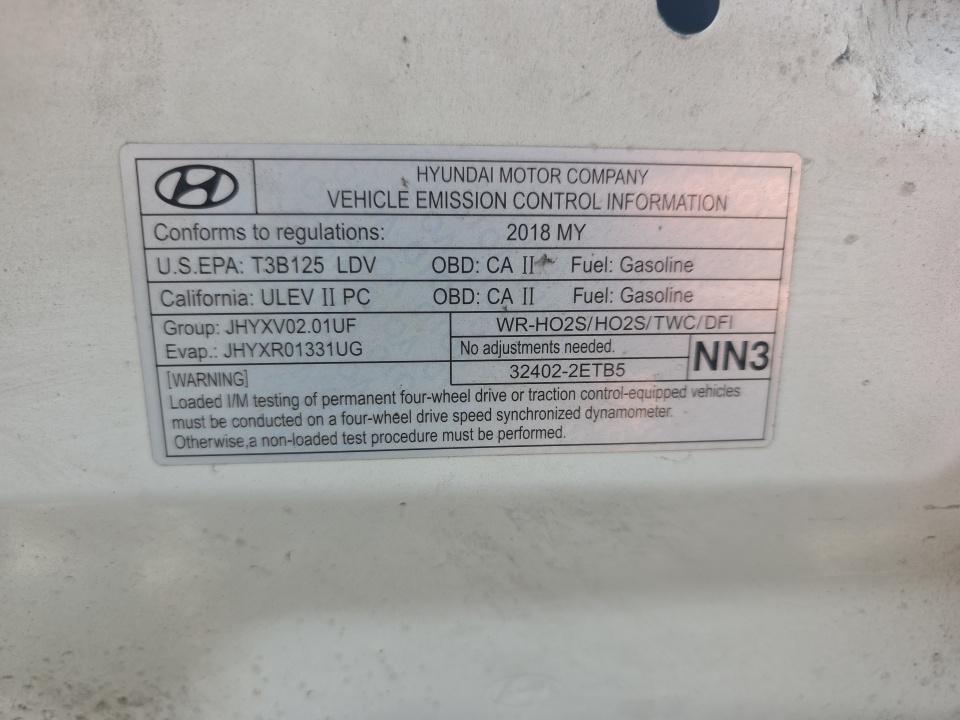 HYUNDAI MOTOR COMPANY
VEHICLE EMISSION CONTROL INFORMATION
Conforms to regulations: 2018 MY
U.S.EPA: T3B125 LDV OBD: CA II Fuel: Gasoline
California: ULEV II PC OBD: CA II Fuel: Gasoline
Group: JHYXV02.01UF
Evap.: JHYXR01331UG
WR-HO2S/HO2S/TWC/DFI
No adjustments needed.
32402-2ETB5
NN3
[WARNING]
Loaded I/M testing of permanent four-wheel drive or traction control-equipped vehicles
must be conducted on a four-wheel drive speed synchronized dynamometer.
Otherwise,a non-loaded test procedure must be performed.